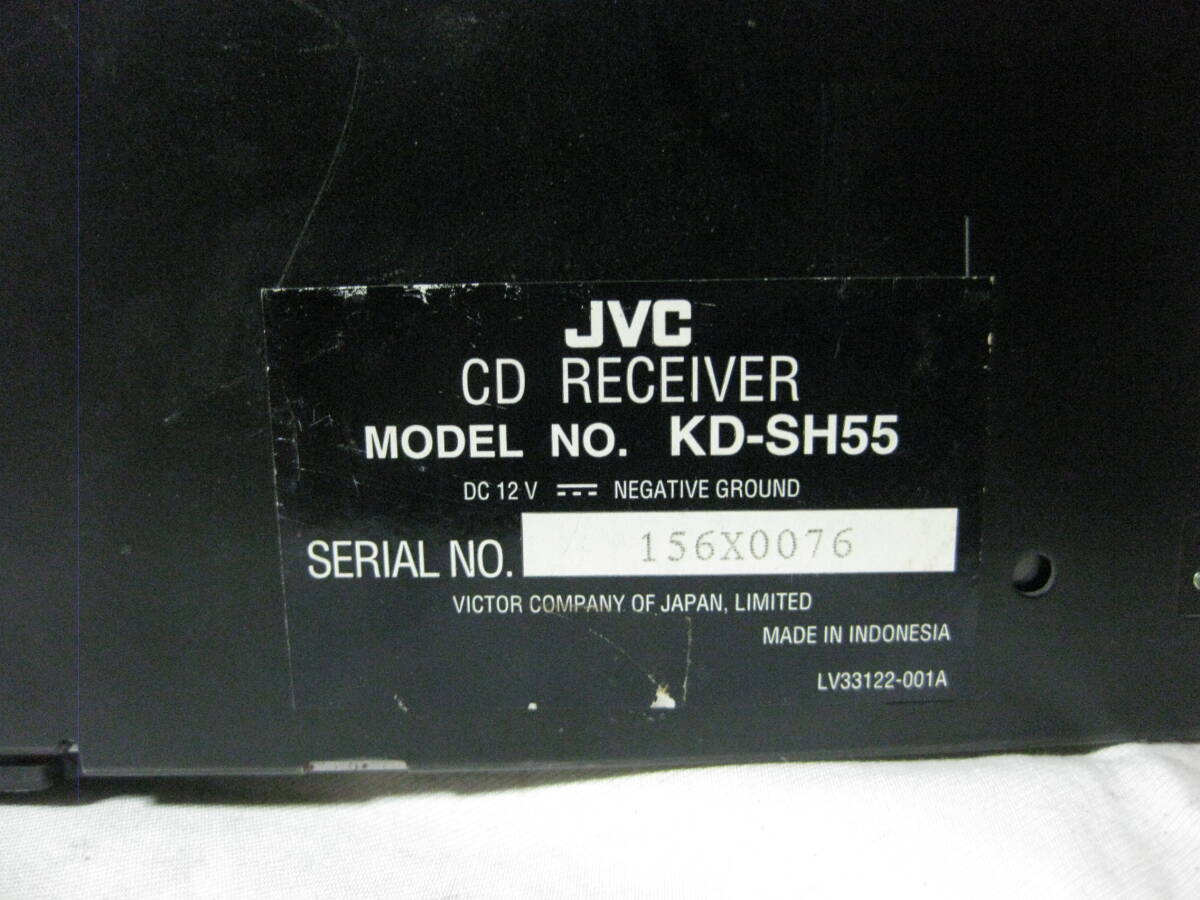 JVC
CD RECEIVER
MODEL NO. KD-SH55
DC 12 V ⎓ NEGATIVE GROUND
SERIAL NO. 156X0076
VICTOR COMPANY OF JAPAN, LIMITED
MADE IN INDONESIA
LV33122-001A